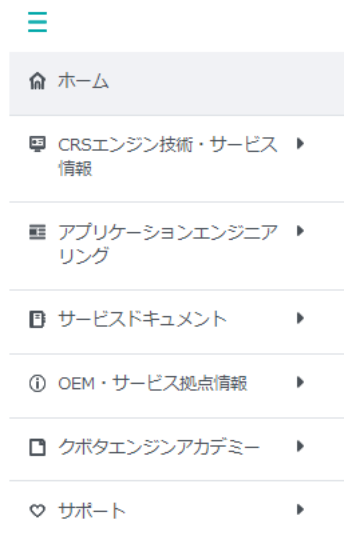 ホーム
CRSエンジン技術・サービス
情報
アプリケーションエンジニア
リング
サービスドキュメント
OEM・サービス拠点情報
クボタエンジンアカデミー
サポート